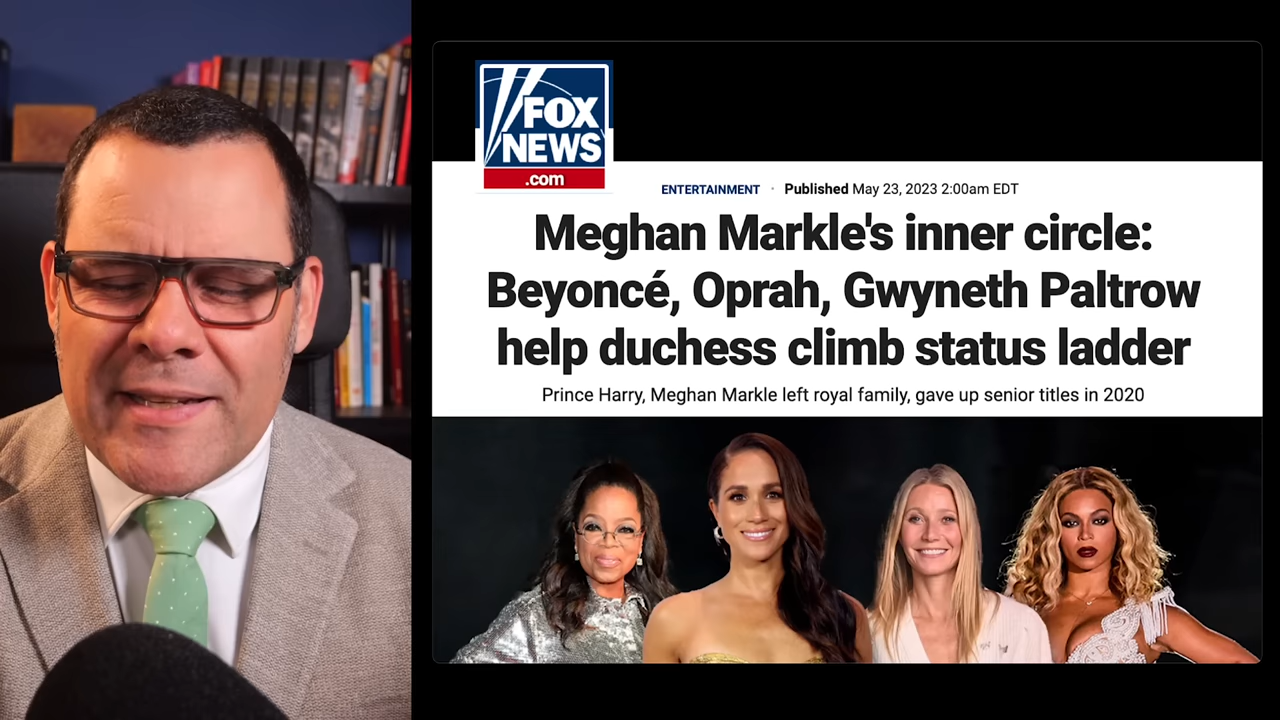 FOX
NEWS
.com
ENTERTAINMENT · Published May 23, 2023 2:00am EDT
Meghan Markle's inner circle:
Beyoncé, Oprah, Gwyneth Paltrow
help duchess climb status ladder
Prince Harry, Meghan Markle left royal family, gave up senior titles in 2020